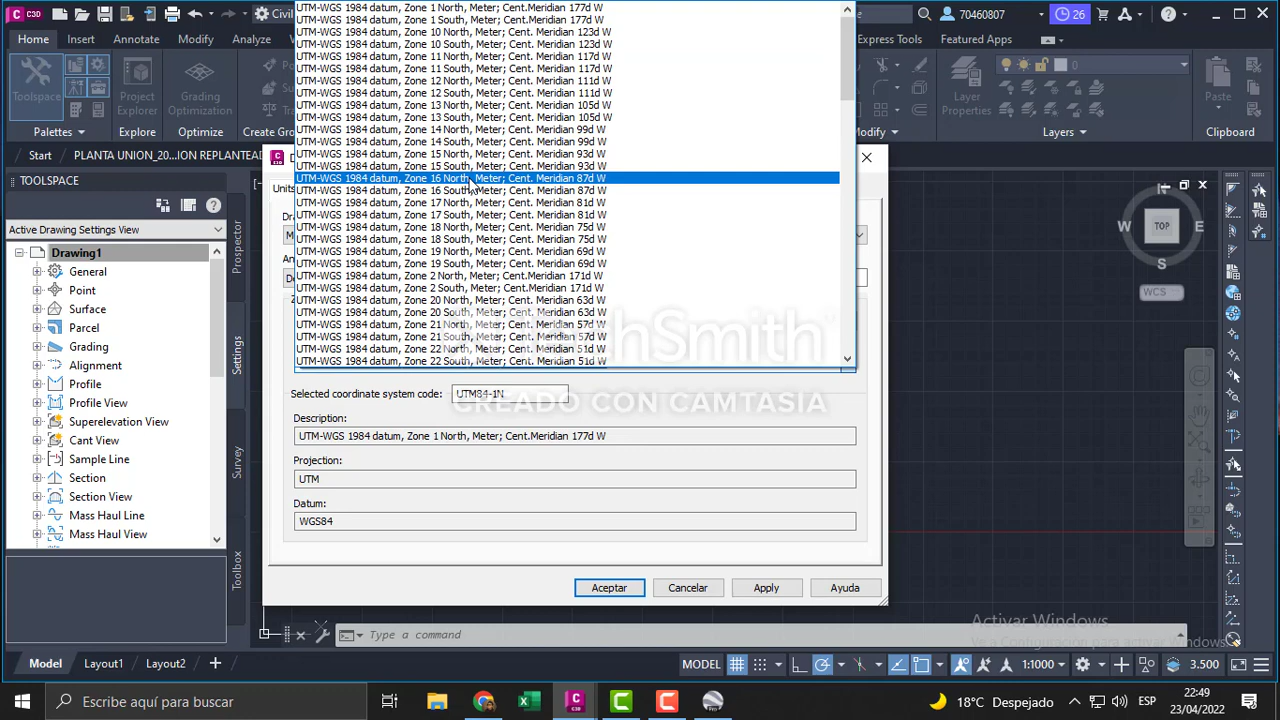 UTM-WGS 1984 datum, Zone 1 North, Meter; Cent.Meridian 177d W
UTM-WGS 1984 datum, Zone 1 South, Meter; Cent.Meridian 177d W
UTM-WGS 1984 datum, Zone 10 North, Meter; Cent. Meridian 123d W
UTM-WGS 1984 datum, Zone 10 South, Meter; Cent. Meridian 123d W
UTM-WGS 1984 datum, Zone 11 North, Meter; Cent. Meridian 117d W
UTM-WGS 1984 datum, Zone 11 South, Meter; Cent. Meridian 117d W
UTM-WGS 1984 datum, Zone 12 North, Meter; Cent. Meridian 111d W
UTM-WGS 1984 datum, Zone 12 South, Meter; Cent. Meridian 111d W
UTM-WGS 1984 datum, Zone 13 North, Meter; Cent. Meridian 105d W
UTM-WGS 1984 datum, Zone 13 South, Meter; Cent. Meridian 105d W
UTM-WGS 1984 datum, Zone 14 North, Meter; Cent. Meridian 99d W
UTM-WGS 1984 datum, Zone 14 South, Meter; Cent. Meridian 99d W
UTM-WGS 1984 datum, Zone 15 North, Meter; Cent. Meridian 93d W
UTM-WGS 1984 datum, Zone 15 South, Meter; Cent. Meridian 93d W
UTM-WGS 1984 datum, Zone 16 North, Meter; Cent. Meridian 87d W
UTM-WGS 1984 datum, Zone 16 South, Meter; Cent. Meridian 87d W
UTM-WGS 1984 datum, Zone 17 North, Meter; Cent. Meridian 81d W
UTM-WGS 1984 datum, Zone 17 South, Meter; Cent. Meridian 81d W
UTM-WGS 1984 datum, Zone 18 North, Meter; Cent. Meridian 75d W
UTM-WGS 1984 datum, Zone 18 South, Meter; Cent. Meridian 75d W
UTM-WGS 1984 datum, Zone 19 North, Meter; Cent. Meridian 69d W
UTM-WGS 1984 datum, Zone 19 South, Meter; Cent. Meridian 69d W
UTM-WGS 1984 datum, Zone 2 North, Meter; Cent.Meridian 171d W
UTM-WGS 1984 datum, Zone 2 South, Meter; Cent.Meridian 171d W
UTM-WGS 1984 datum, Zone 20 North, Meter; Cent. Meridian 63d W
UTM-WGS 1984 datum, Zone 20 South, Meter; Cent. Meridian 63d W
UTM-WGS 1984 datum, Zone 21 North, Meter; Cent. Meridian 57d W
UTM-WGS 1984 datum, Zone 21 South, Meter; Cent. Meridian 57d W
UTM-WGS 1984 datum, Zone 22 North, Meter; Cent. Meridian 51d W
UTM-WGS 1984 datum, Zone 22 South, Meter; Cent. Meridian 51d W
C3D Civil 70460807 26
Home Insert Annotate Modify Analyze Express Tools Featured Apps
Toolspace Project Explorer Grading Optimization Layer Properties 0 Paste
Palettes Explore Optimize Create Gro Modify Layers Clipboard
Start PLANTA UNION_93...ION REPLANTEAD
TOOLSPACE
Units
Active Drawing Settings View
Drawing1
General
Point
Surface
Parcel
Grading
Alignment
Profile
Profile View
Superelevation View
Cant View
Sample Line
Section
Section View
Mass Haul Line
Mass Haul View
Prospector
Settings
Survey
Toolbox
N
W TOP E
S
WCS
TechSmith
CREADO CON CAMTASIA
Selected coordinate system code: UTM84-1N
Description:
UTM-WGS 1984 datum, Zone 1 North, Meter; Cent.Meridian 177d W
Projection:
UTM
Datum:
WGS84
Aceptar Cancelar Apply Ayuda
Activar Windows
Ve a Configuración para activar Windows
Type a command
Model Layout1 Layout2 + MODEL 1:1000 3.500
Escribe aquí para buscar 18°C Despejado ESP 22:49
23/04/2022